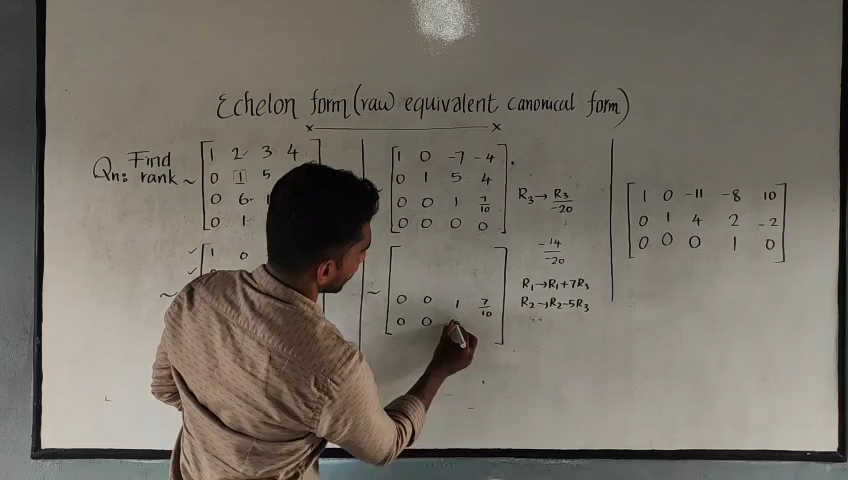 Echelon form (raw equivalent canonical form)
x x
Qn: Find rank ~
1 2 3 4
0 1 5
0 6
0 1
~
1 0
~
1 0 -7 -4
0 1 5 4
0 0 1 7/10
0 0 0 0
R3 → R3/-20
-14/-20
~
0 0 1 7/10
0 0
R1 → R1+7R3
R2 → R2-5R3
1 0 -11 -8 10
0 1 4 2 -2
0 0 0 1 0